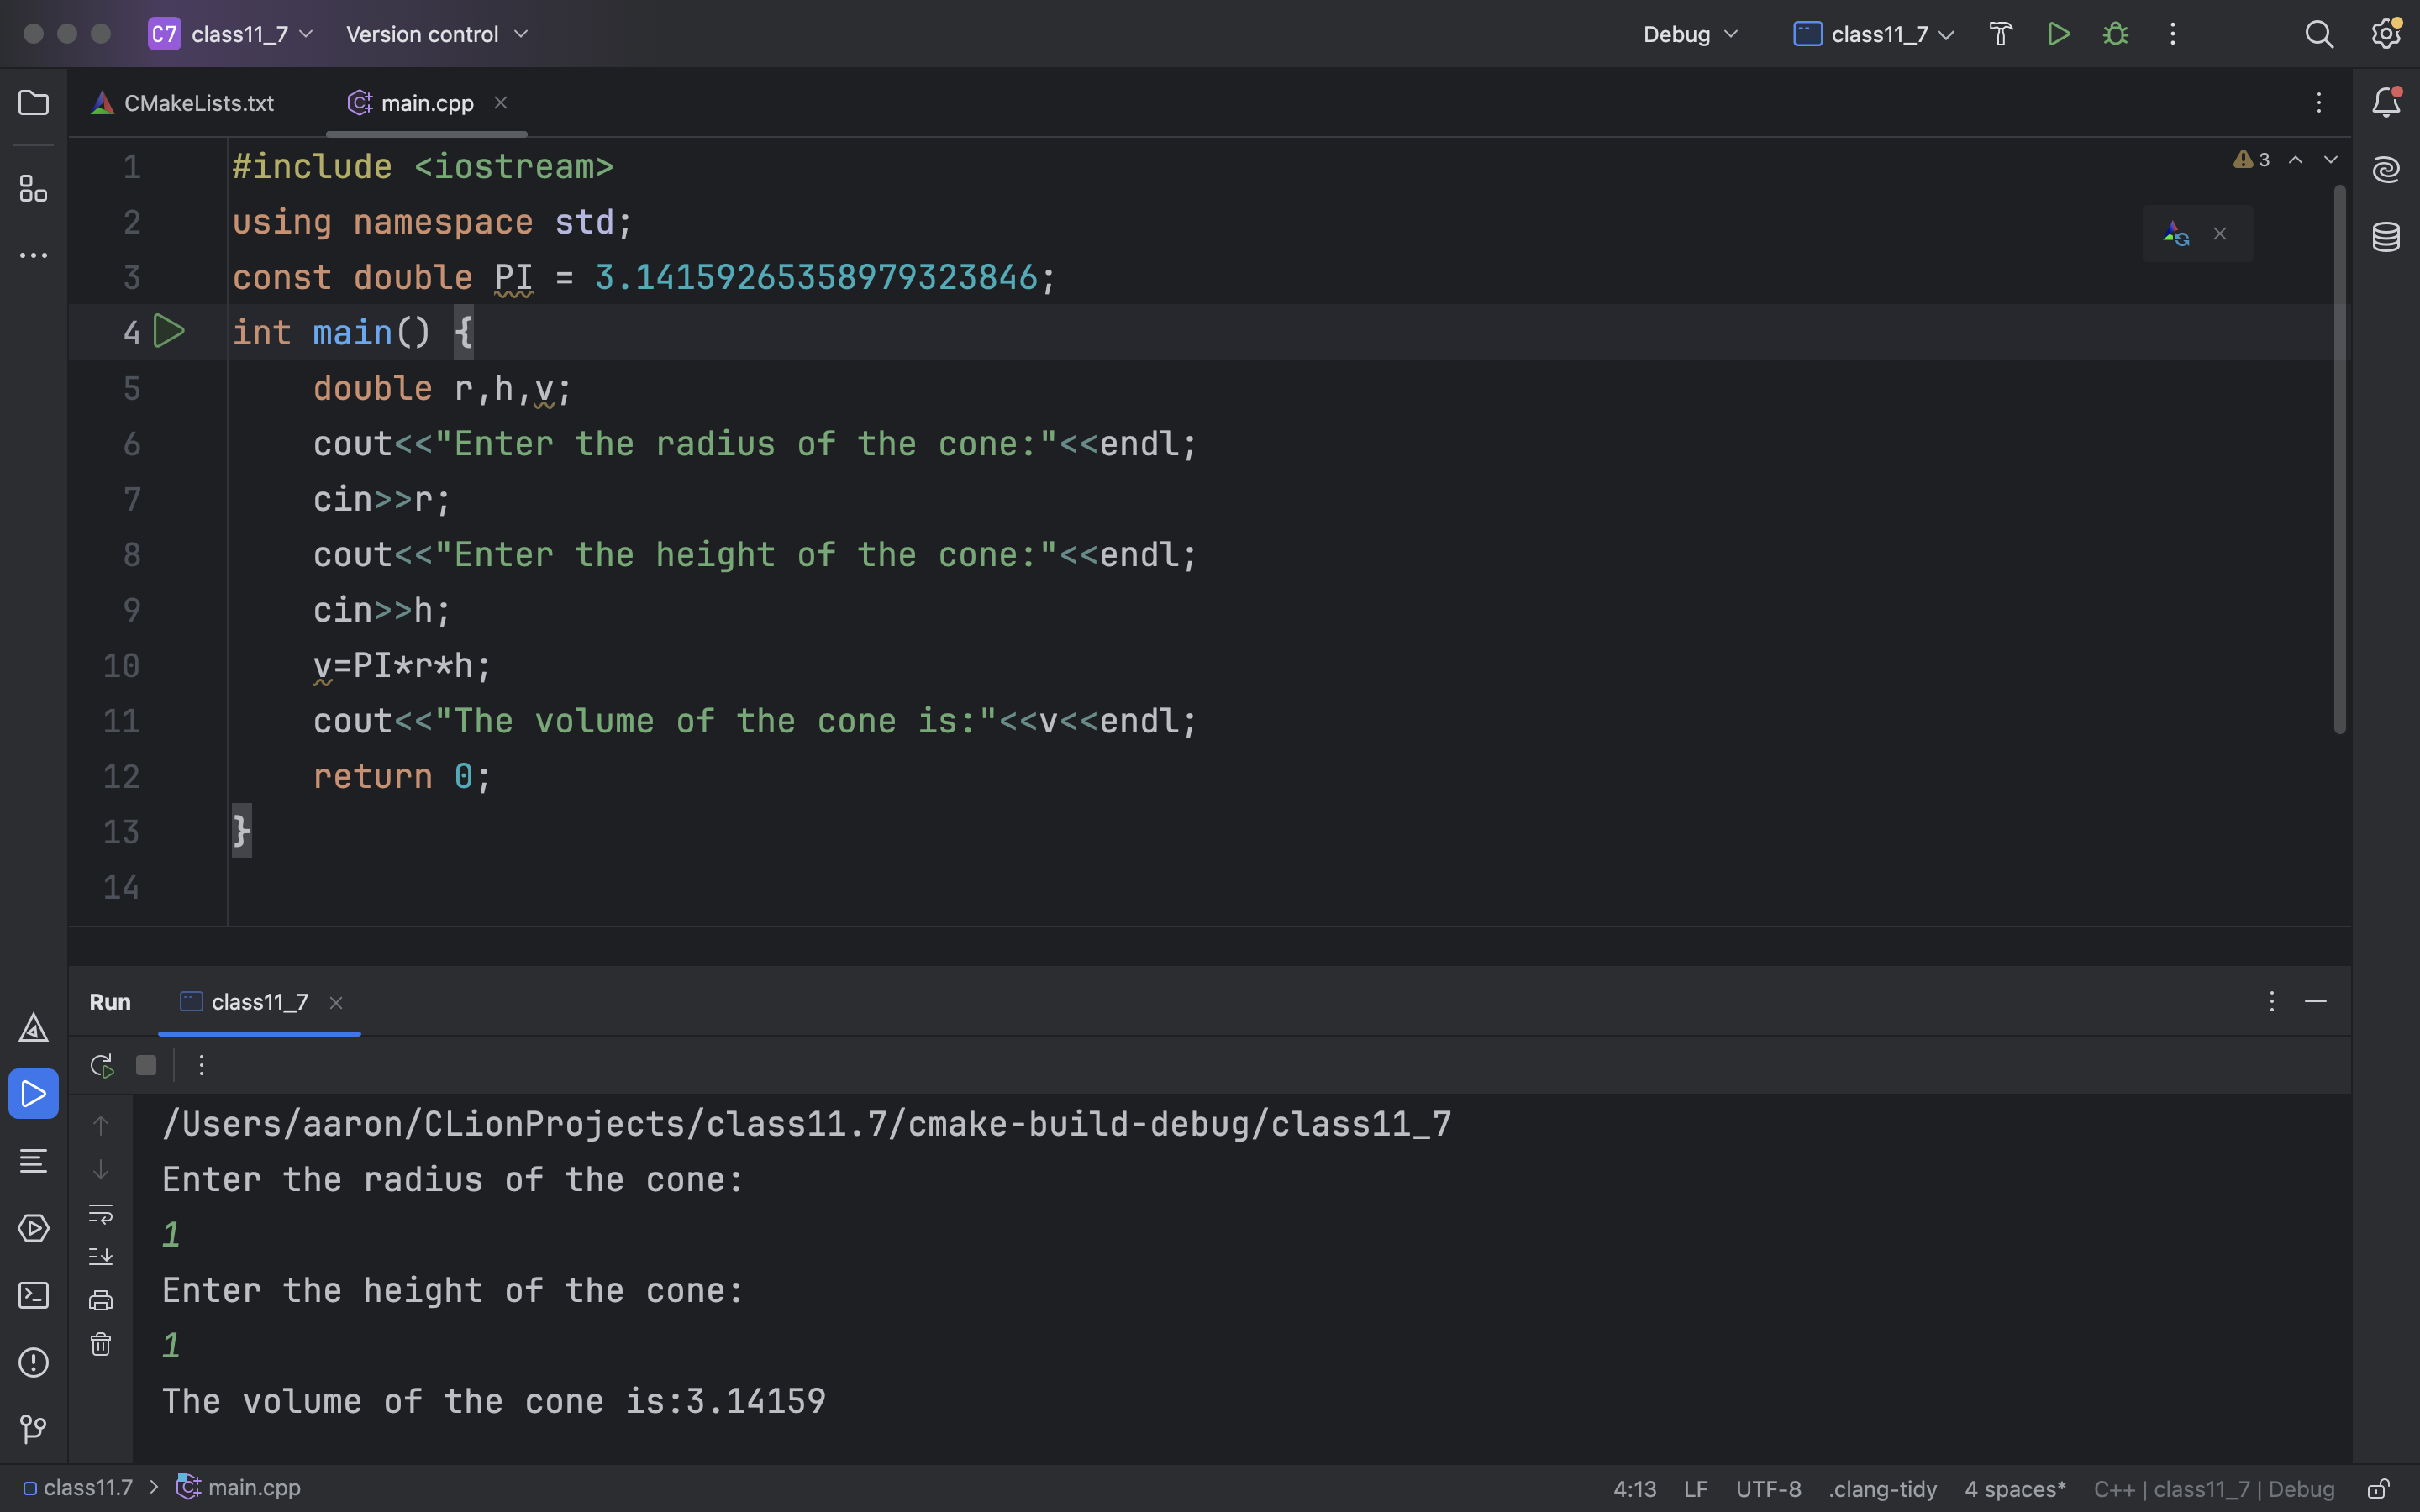 C7 class11_7 Version control Debug class11_7
CMakeLists.txt main.cpp
3
1 #include <iostream>
2 using namespace std;
3 const double PI = 3.14159265358979323846;
4 int main() {
5 double r,h,v;
6 cout<<"Enter the radius of the cone:"<<endl;
7 cin>>r;
8 cout<<"Enter the height of the cone:"<<endl;
9 cin>>h;
10 v=PI*r*h;
11 cout<<"The volume of the cone is:"<<v<<endl;
12 return 0;
13 }
14
Run class11_7
/Users/aaron/CLionProjects/class11.7/cmake-build-debug/class11_7
Enter the radius of the cone:
1
Enter the height of the cone:
1
The volume of the cone is:3.14159
class11.7 > main.cpp 4:13 LF UTF-8 .clang-tidy 4 spaces* C++ | class11_7 | Debug